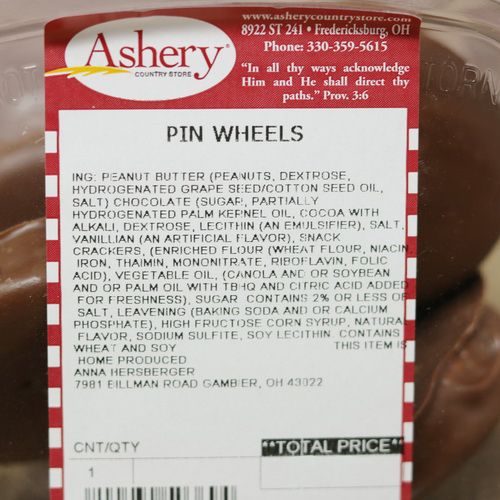 www.asherycountrystore.com
8922 ST 241 • Fredericksburg, OH
Phone: 330-359-5615
"In all thy ways acknowledge
Him and He shall direct thy
paths." Prov. 3:6
Ashery
COUNTRY STORE
PIN WHEELS
ING: PEANUT BUTTER (PEANUTS, DEXTROSE,
HYDROGENATED GRAPE SEED/COTTON SEED OIL,
SALT) CHOCOLATE (SUGAR, PARTIALLY
HYDROGENATED PALM KERNEL OIL, COCOA WITH
ALKALI, DEXTROSE, LECITHIN (AN EMULSIFIER), SALT,
VANILLIAN (AN ARTIFICIAL FLAVOR), SNACK
CRACKERS, (ENRICHED FLOUR (WHEAT FLOUR, NIACIN,
IRON, THAIMIN, MONONITRATE, RIBOFLAVIN, FOLIC
ACID), VEGETABLE OIL, (CANOLA AND OR SOYBEAN
AND OR PALM OIL WITH TBHQ AND CITRIC ACID ADDED
FOR FRESHNESS), SUGAR CONTAINS 2% OR LESS OF
SALT, LEAVENING (BAKING SODA AND OR CALCIUM
PHOSPHATE), HIGH FRUCTOSE CORN SYRUP, NATURAL
FLAVOR, SODIUM SULFITE, SOY LECITHIN CONTAINS
WHEAT AND SOY THIS ITEM IS
HOME PRODUCED
ANNA HERSBERGER
7981 BILLMAN ROAD GAMBIER, OH 43022
CNT/QTY **TOTAL PRICE**
1